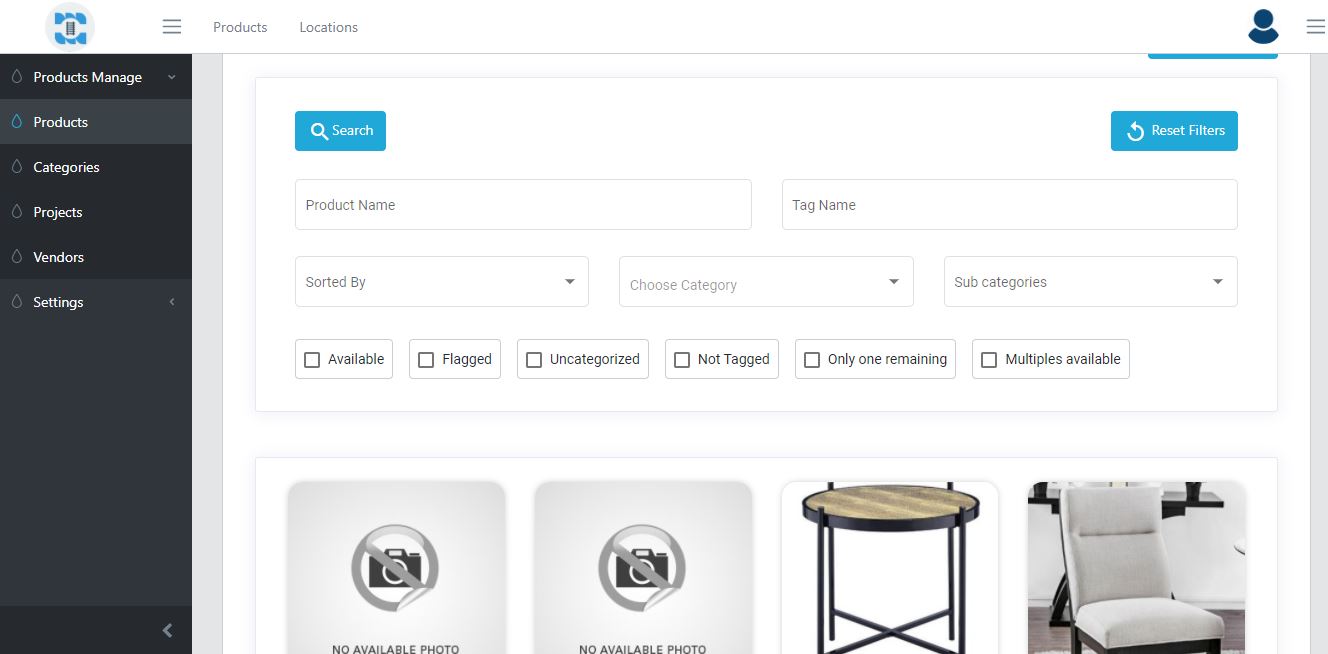 Products
Locations
Products Manage
Products
Categories
Projects
Vendors
Settings
Search
Reset Filters
Product Name
Tag Name
Sorted By
Choose Category
Sub categories
Available
Flagged
Uncategorized
Not Tagged
Only one remaining
Multiples available
NO AVAILABLE PHOTO
NO AVAILABLE PHOTO